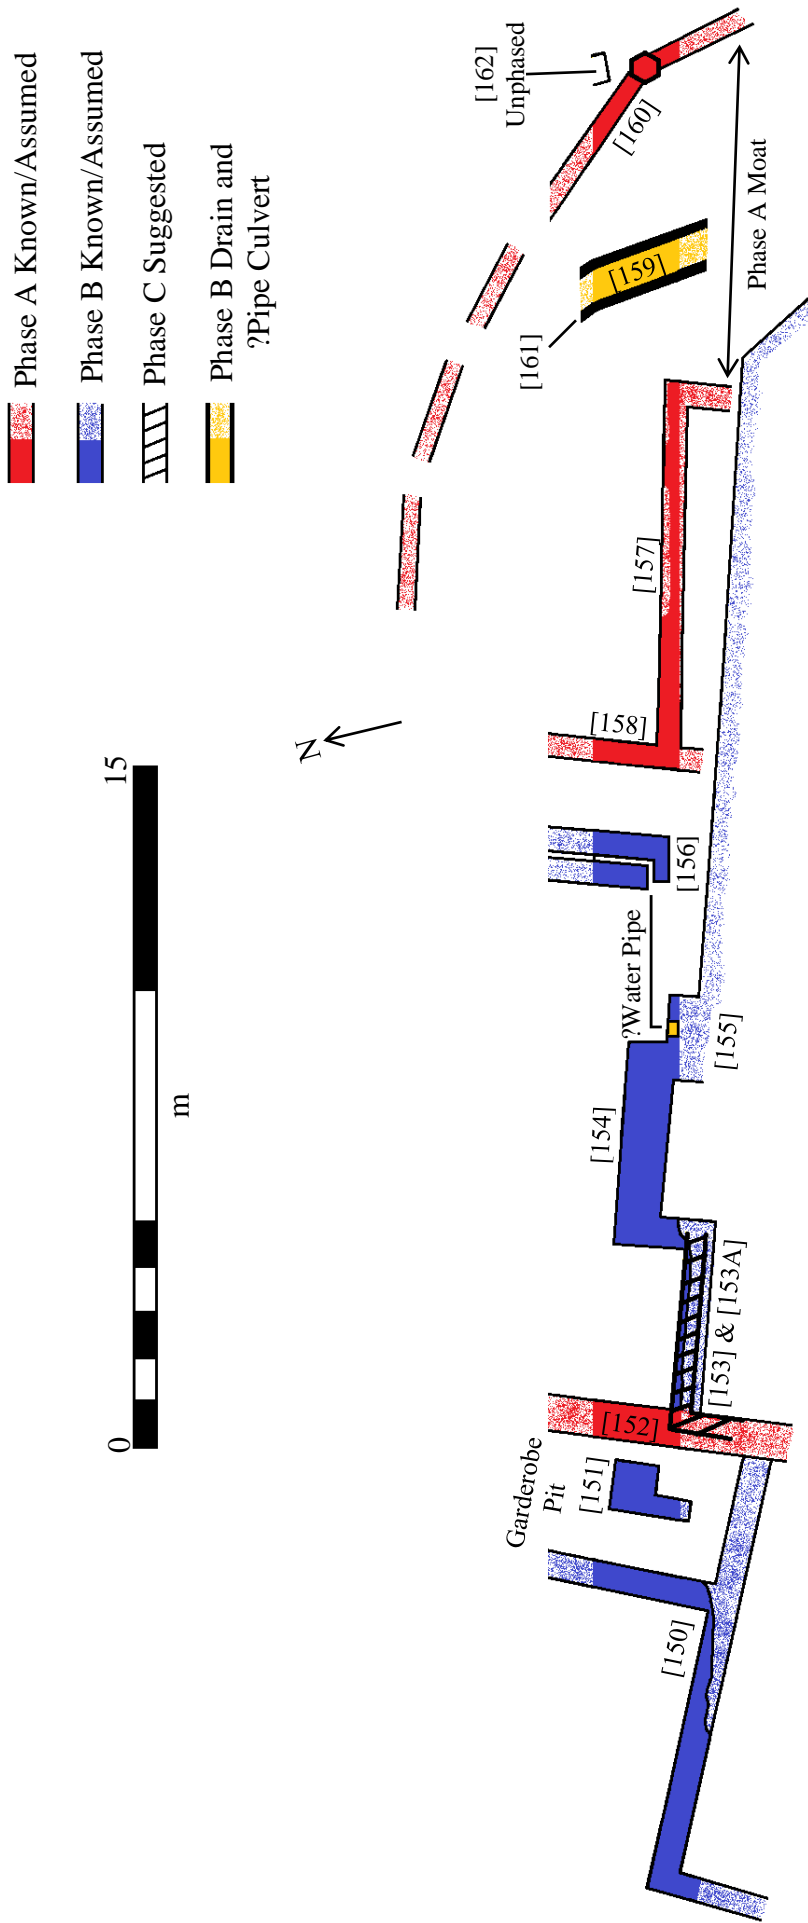 Phase A Known/Assumed
Phase B Known/Assumed
Phase C Suggested
Phase B Drain and
?Pipe Culvert
0
15
m
N
[162]
Unphased
[160]
Phase A Moat
[159]
[161]
[157]
[158]
[156]
?Water Pipe
[155]
[154]
[153] & [153A]
[152]
Garderobe
Pit
[151]
[150]